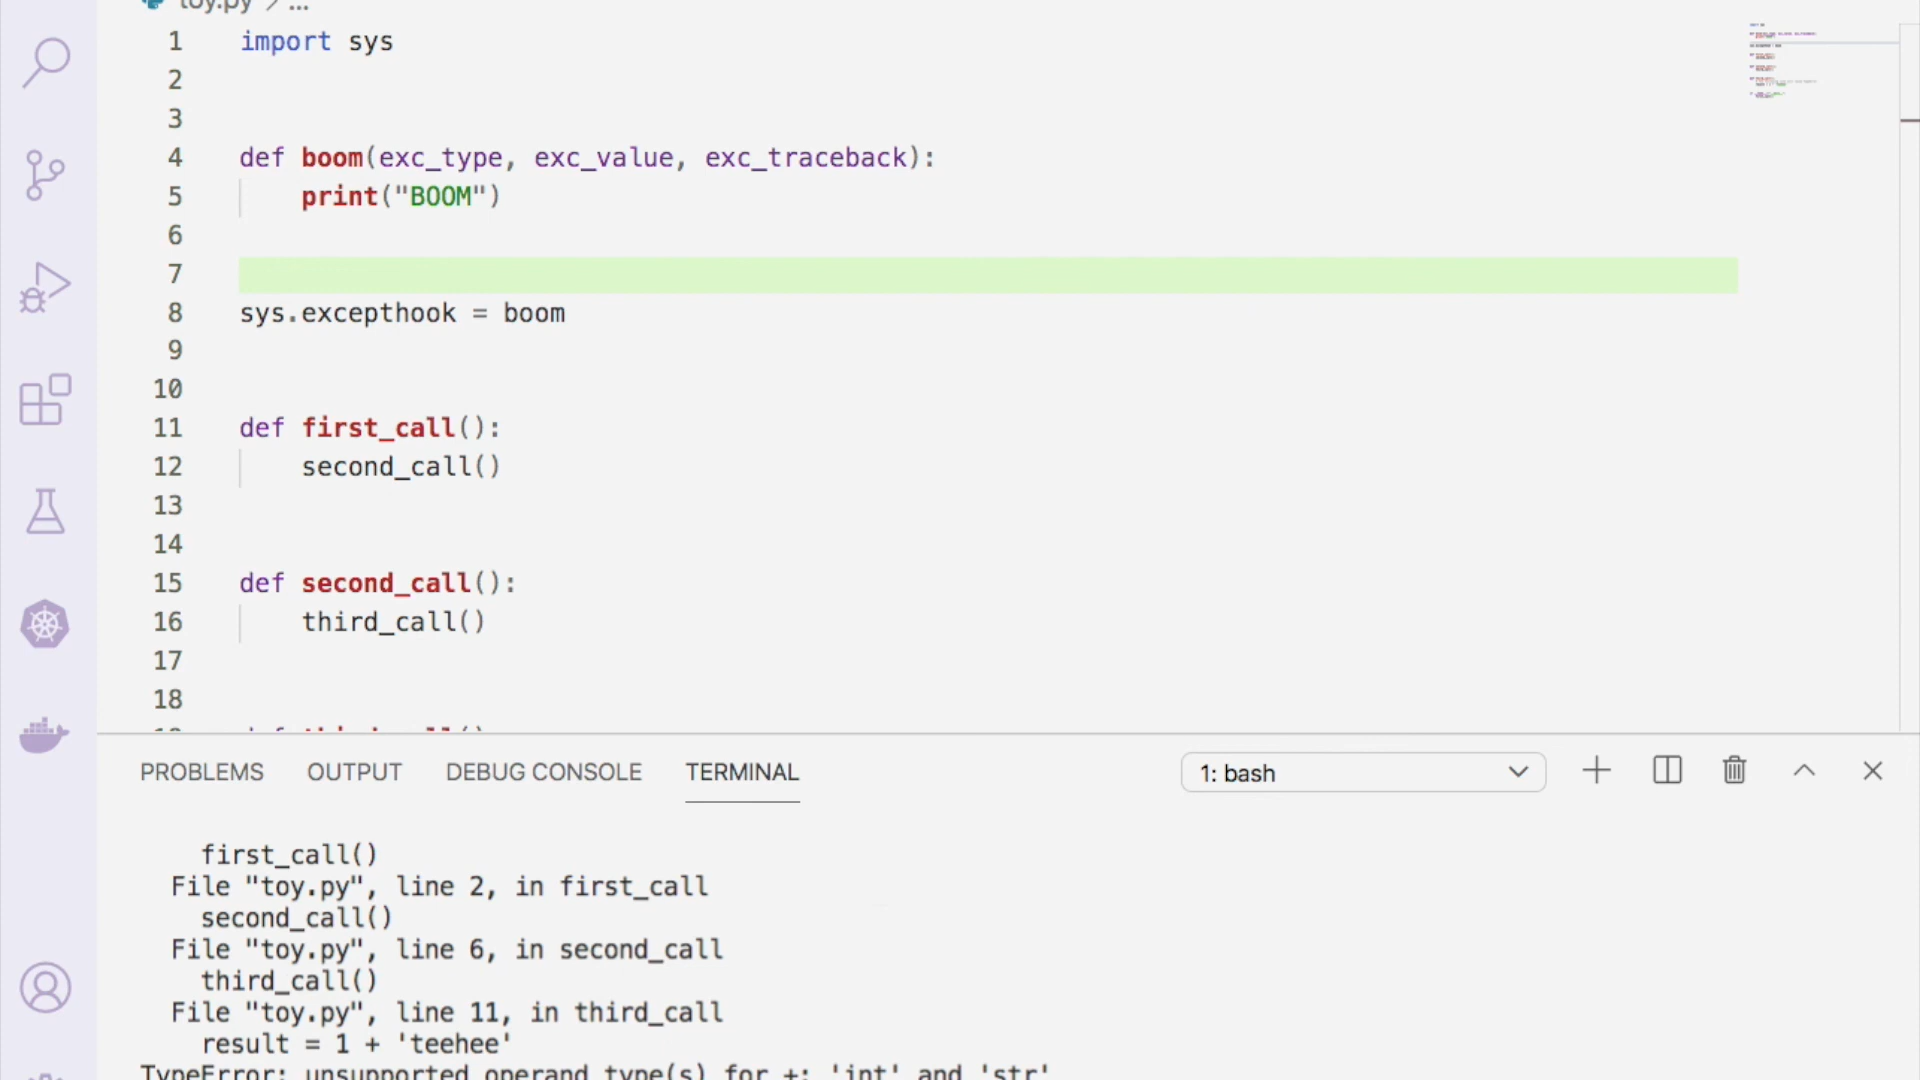 toy.py > ...
1 import sys
2
3
4 def boom(exc_type, exc_value, exc_traceback):
5 print("BOOM")
6
7
8 sys.excepthook = boom
9
10
11 def first_call():
12 second_call()
13
14
15 def second_call():
16 third_call()
17
18
19 def third_call():
PROBLEMS OUTPUT DEBUG CONSOLE TERMINAL 1: bash
first_call()
File "toy.py", line 2, in first_call
second_call()
File "toy.py", line 6, in second_call
third_call()
File "toy.py", line 11, in third_call
result = 1 + 'teehee'
TypeError: unsupported operand type(s) for +: 'int' and 'str'